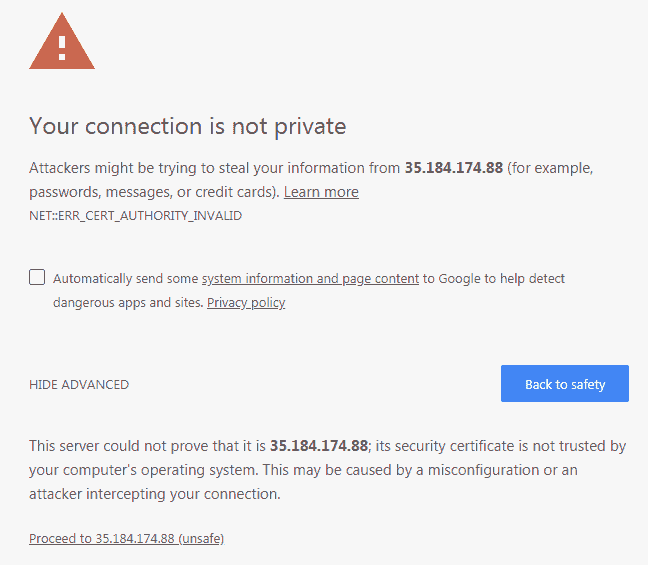 Your connection is not private
Attackers might be trying to steal your information from 35.184.174.88 (for example,
passwords, messages, or credit cards). Learn more
NET::ERR_CERT_AUTHORITY_INVALID
Automatically send some system information and page content to Google to help detect
dangerous apps and sites. Privacy policy
HIDE ADVANCED
Back to safety
This server could not prove that it is 35.184.174.88; its security certificate is not trusted by
your computer's operating system. This may be caused by a misconfiguration or an
attacker intercepting your connection.
Proceed to 35.184.174.88 (unsafe)